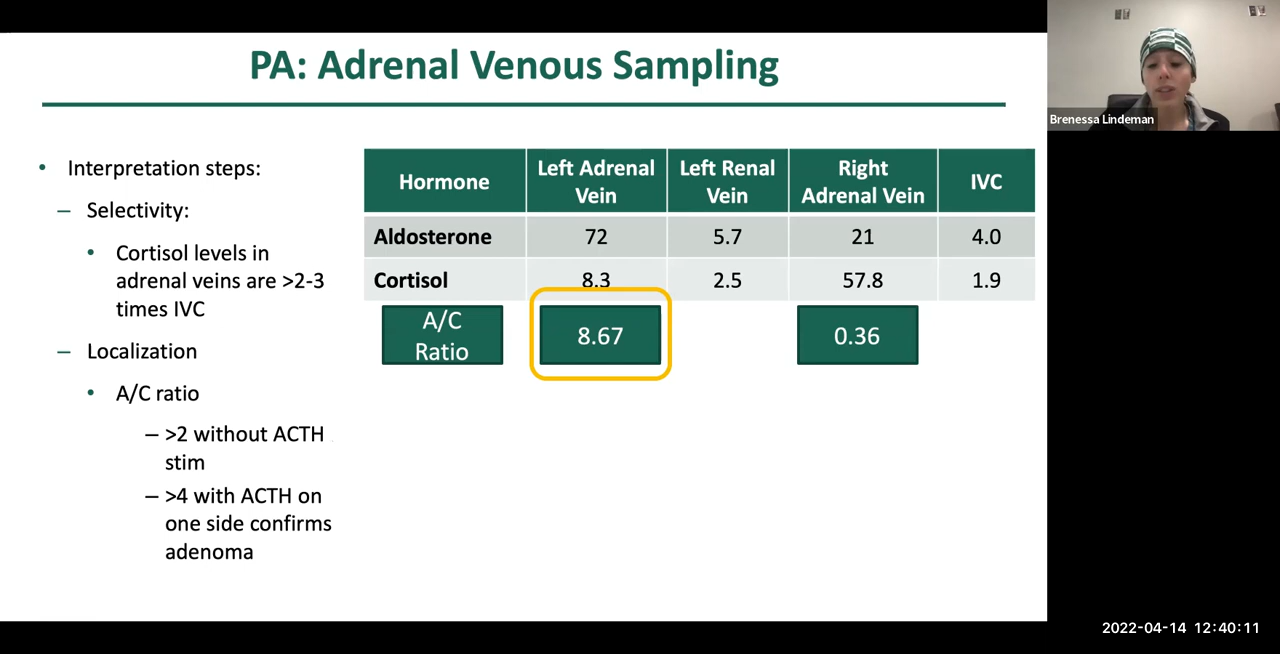 PA: Adrenal Venous Sampling
Brenessa Lindeman
• Interpretation steps:
– Selectivity:
• Cortisol levels in
adrenal veins are >2-3
times IVC
– Localization
• A/C ratio
– >2 without ACTH
stim
– >4 with ACTH on
one side confirms
adenoma
Hormone Left Adrenal Vein Left Renal Vein Right Adrenal Vein IVC
Aldosterone 72 5.7 21 4.0
Cortisol 8.3 2.5 57.8 1.9
A/C Ratio 8.67 0.36
2022-04-14 12:40:11